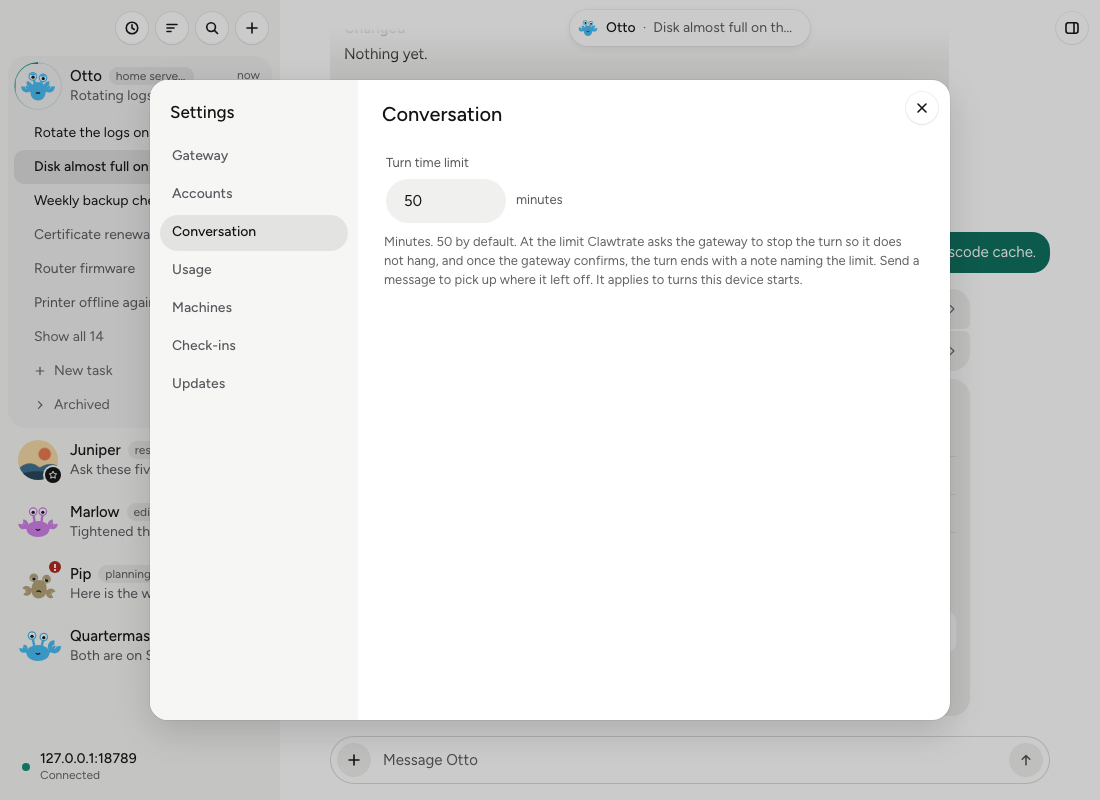 Otto · Disk almost full on th...
Nothing yet.
Otto home serve... now
Rotating logs
Rotate the logs on
Disk almost full on
Weekly backup che
Certificate renewa
Router firmware
Printer offline again
Show all 14
New task
Archived
Juniper res
Ask these fiv
Marlow edi
Tightened th
Pip planning
Here is the w
Quartermas
Both are on S
127.0.0.1:18789
Connected
Settings
Gateway
Accounts
Conversation
Usage
Machines
Check-ins
Updates
Conversation
Turn time limit
50 minutes
Minutes. 50 by default. At the limit Clawtrate asks the gateway to stop the turn so it does
not hang, and once the gateway confirms, the turn ends with a note naming the limit. Send a
message to pick up where it left off. It applies to turns this device starts.
scode cache.
Message Otto